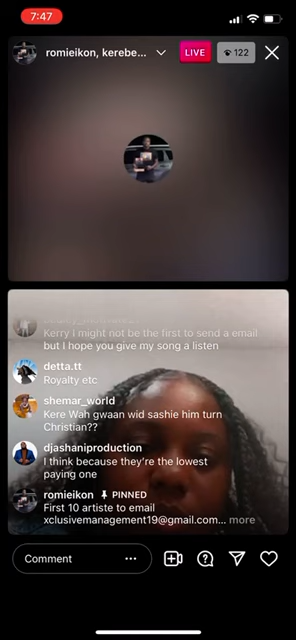 7:47
romieikon, kerebe...
LIVE
122
Kerry I might not be the first to send a email
but I hope you give my song a listen
detta.tt
Royalty etc
shemar_world
Kere Wah gwaan wid sashie him turn
Christian??
djashaniproduction
I think because they're the lowest
paying one
romieikon PINNED
First 10 artiste to email
xclusivemanagement19@gmail.com... more
Comment